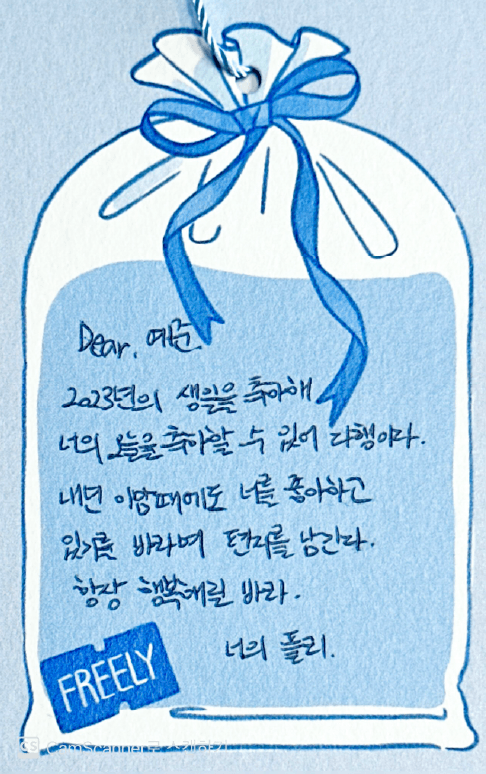 Dear. 예준.
2023년의 생일을 축하해
너의 오늘을 축하할 수 있어 다행이다.
내년 이맘때에도 너를 좋아하고
있기를 바라며 편지를 남긴다.
항상 행복해질 바라.
너의 플리.
FREELY
CS CamScanner로 스캔하기